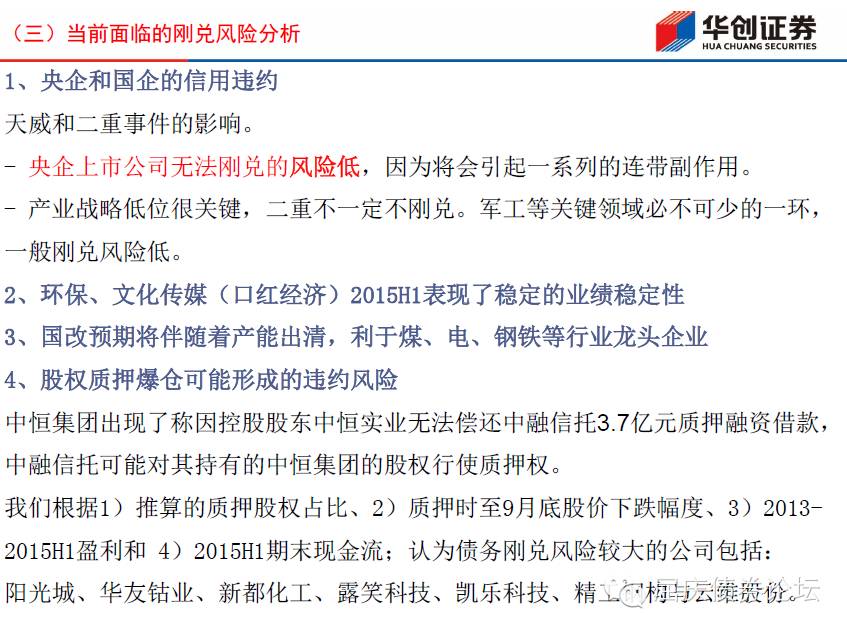 （三）当前面临的刚兑风险分析
华创证券
HUA CHUANG SECURITIES
1、央企和国企的信用违约
天威和二重事件的影响。
- 央企上市公司无法刚兑的风险低，因为将会引起一系列的连带副作用。
- 产业战略低位很关键，二重不一定不刚兑。军工等关键领域必不可少的一环，
一般刚兑风险低。
2、环保、文化传媒（口红经济）2015H1表现了稳定的业绩稳定性
3、国改预期将伴随着产能出清，利于煤、电、钢铁等行业龙头企业
4、股权质押爆仓可能形成的违约风险
中恒集团出现了称因控股股东中恒实业无法偿还中融信托3.7亿元质押融资借款，
中融信托可能对其持有的中恒集团的股权行使质押权。
我们根据1）推算的质押股权占比、2）质押时至9月底股价下跌幅度、3）2013-
2015H1盈利和 4）2015H1期末现金流；认为债务刚兑风险较大的公司包括：
阳光城、华友钴业、新都化工、露笑科技、凯乐科技、精工